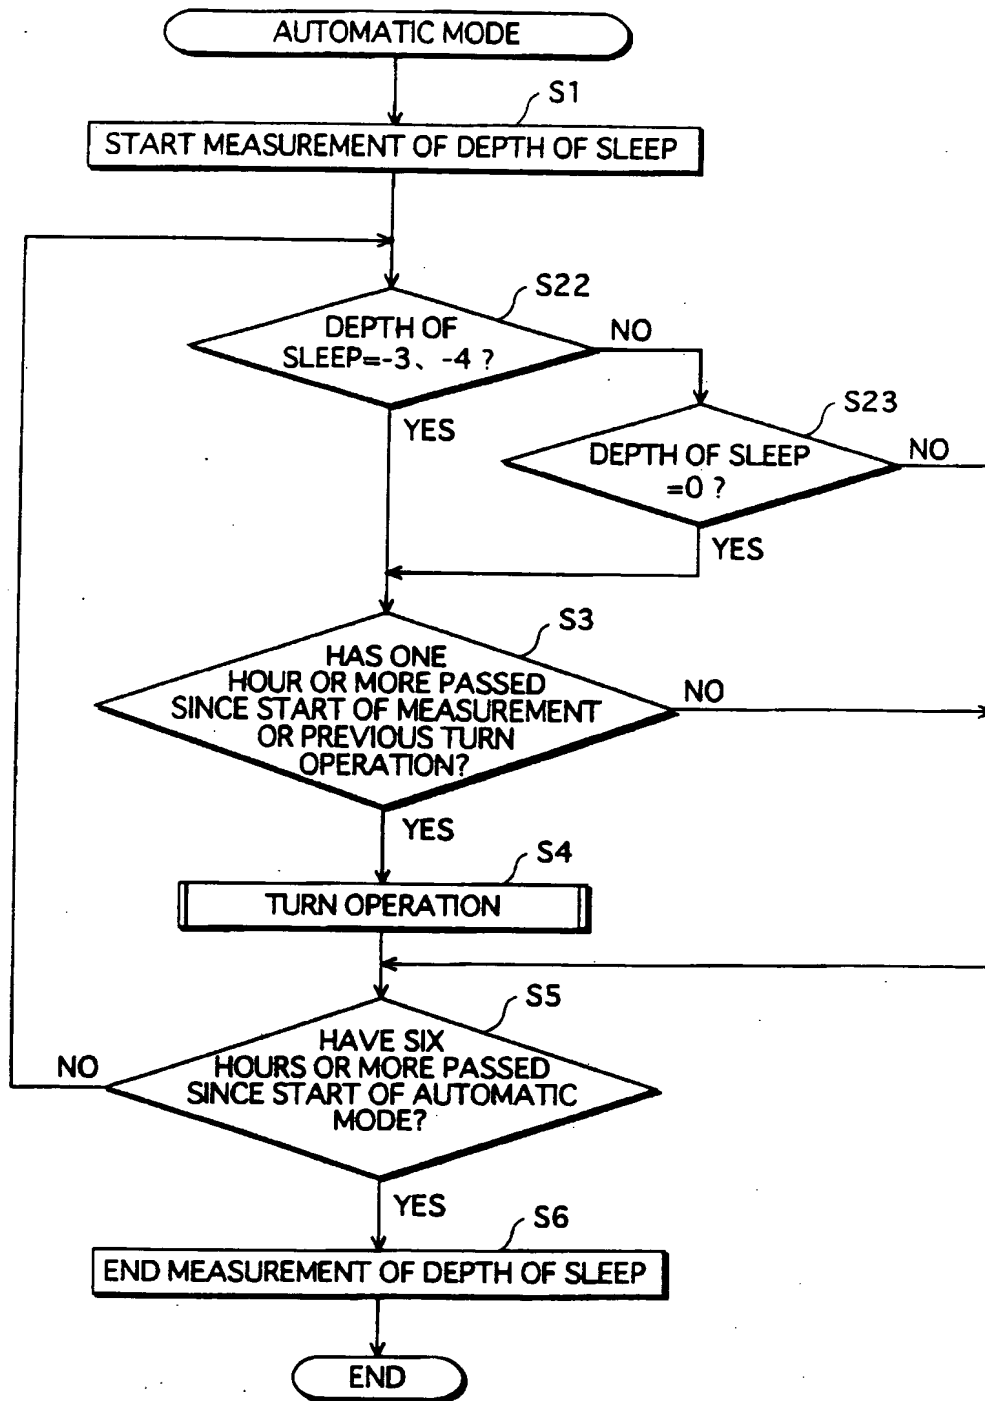 AUTOMATIC MODE
S1
START MEASUREMENT OF DEPTH OF SLEEP
S22
DEPTH OF
SLEEP=-3、-4 ?
NO
YES
S23
DEPTH OF SLEEP
=0 ?
NO
YES
S3
HAS ONE
HOUR OR MORE PASSED
SINCE START OF MEASUREMENT
OR PREVIOUS TURN
OPERATION?
NO
YES
S4
TURN OPERATION
S5
HAVE SIX
HOURS OR MORE PASSED
SINCE START OF AUTOMATIC
MODE?
NO
YES
S6
END MEASUREMENT OF DEPTH OF SLEEP
END